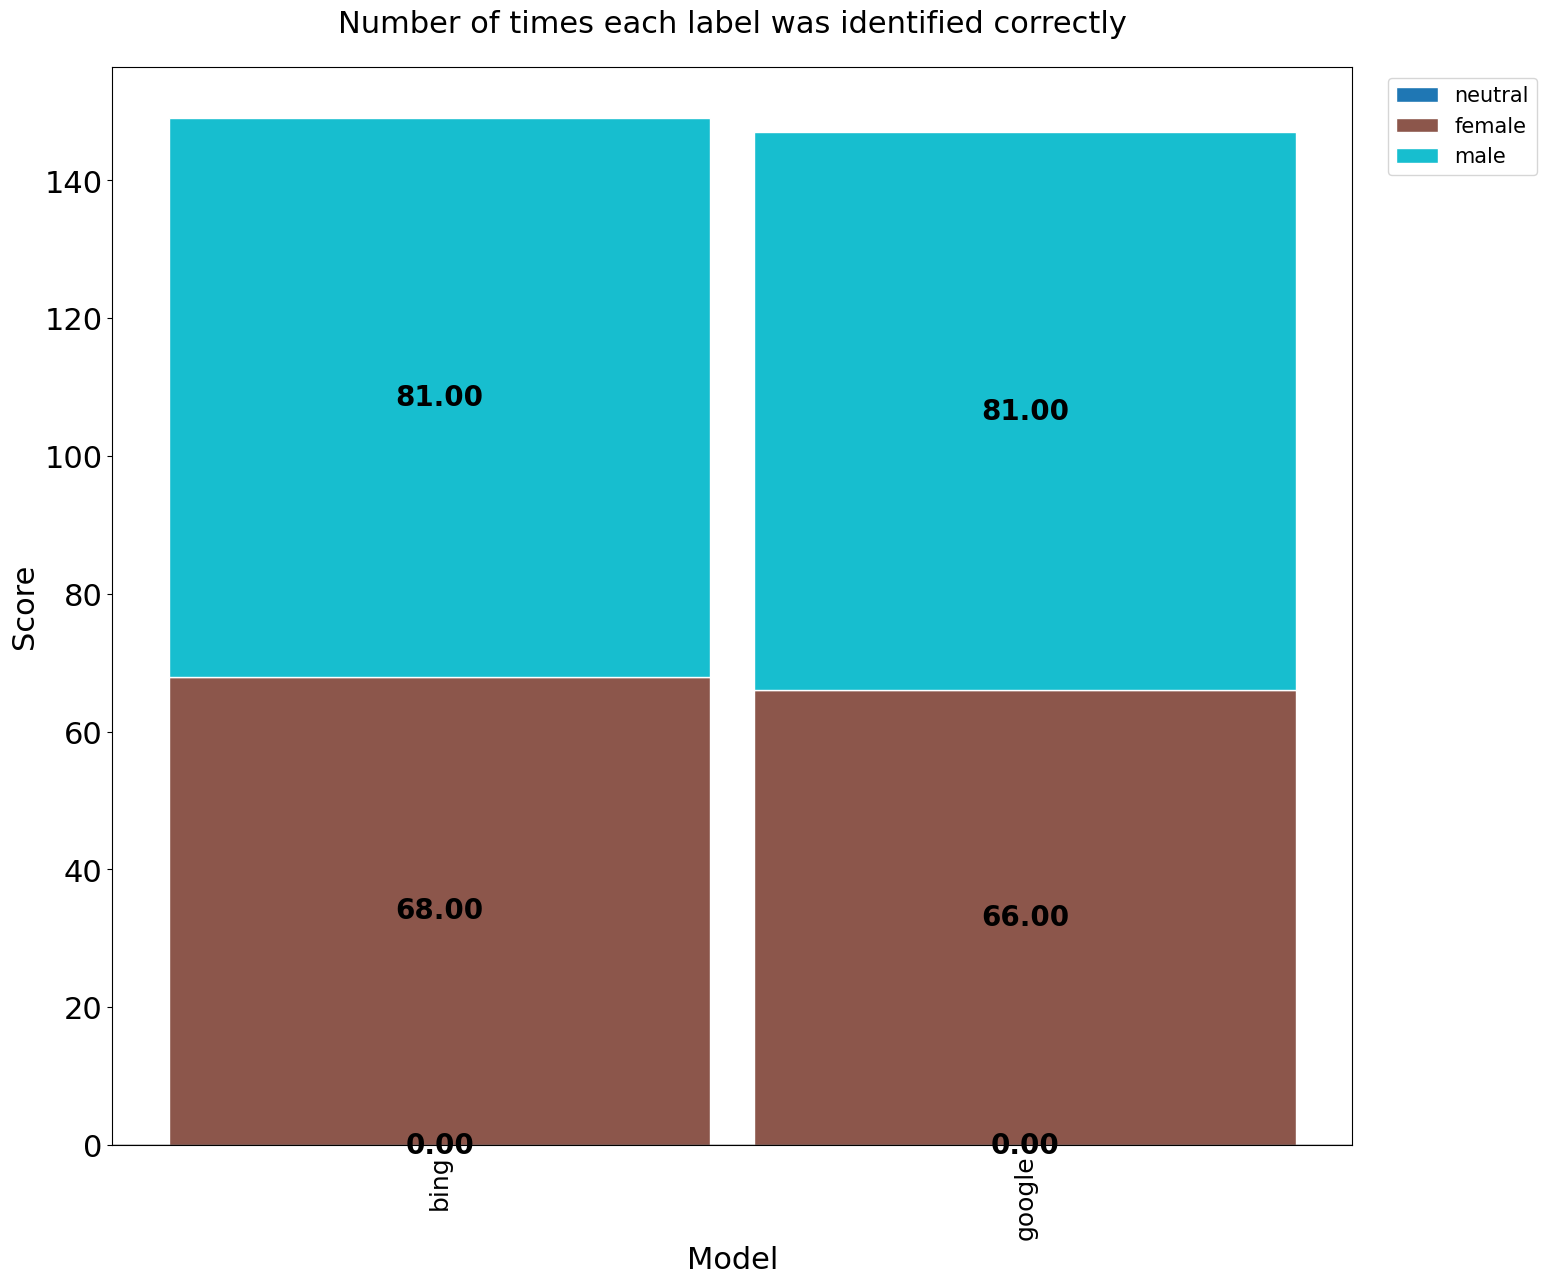 Number of times each label was identified correctly
neutral
female
male
140
120
100
80
60
40
20
0
Score
81.00
81.00
68.00
66.00
0.00
0.00
bing
google
Model